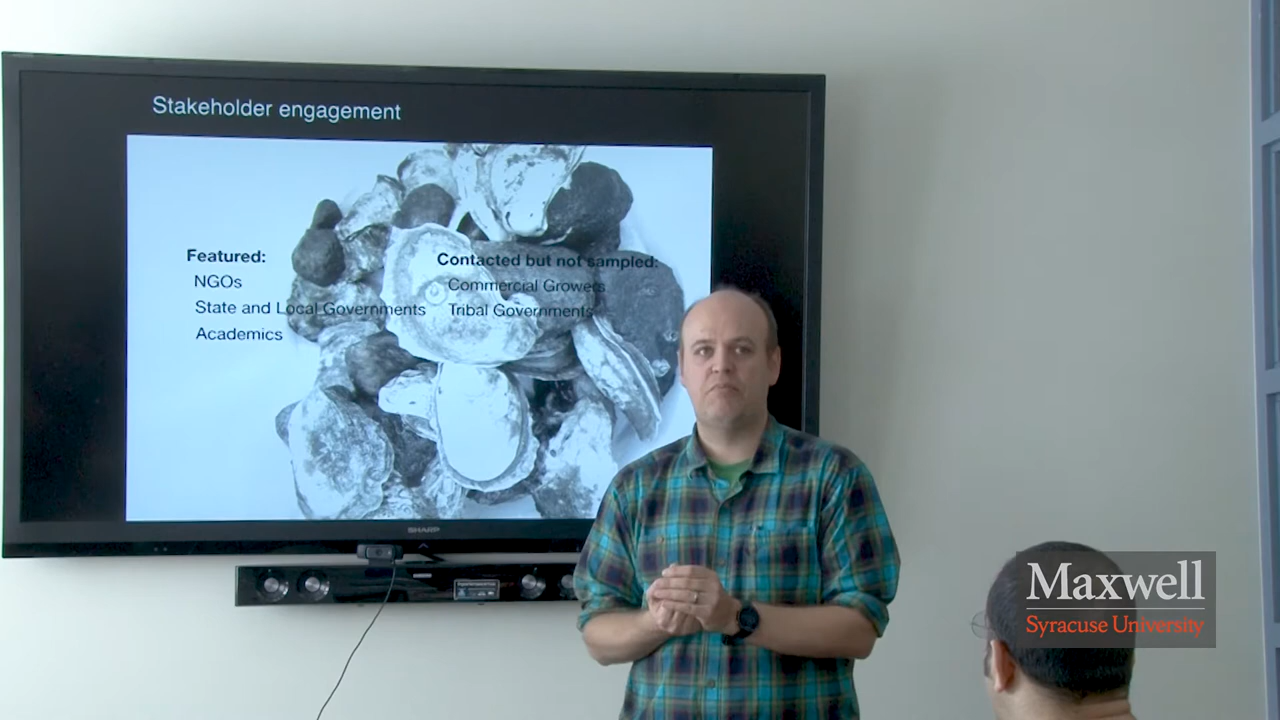 Stakeholder engagement
Featured:
NGOs
State and Local Governments
Academics
Contacted but not sampled:
Commercial Growers
Tribal Governments
SHARP
Maxwell
Syracuse University